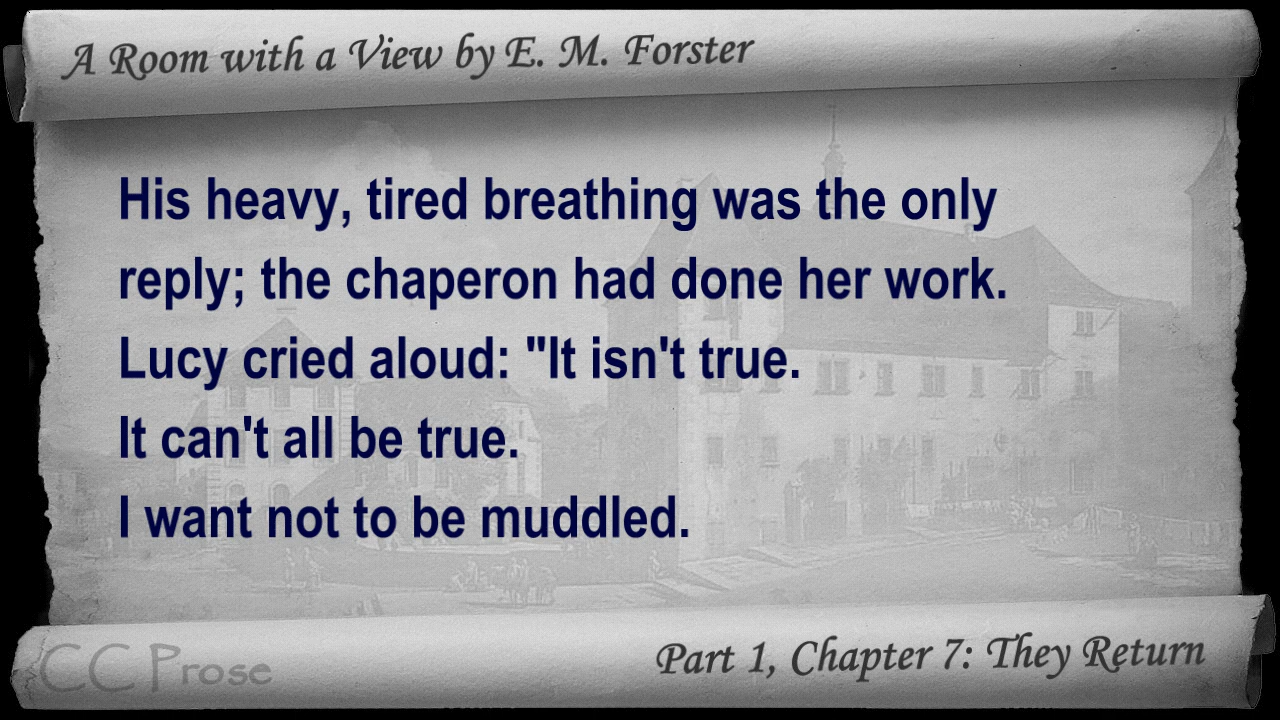 A Room with a View by E. M. Forster
His heavy, tired breathing was the only
reply; the chaperon had done her work.
Lucy cried aloud: "It isn't true.
It can't all be true.
I want not to be muddled.
CC Prose
Part 1, Chapter 7: They Return